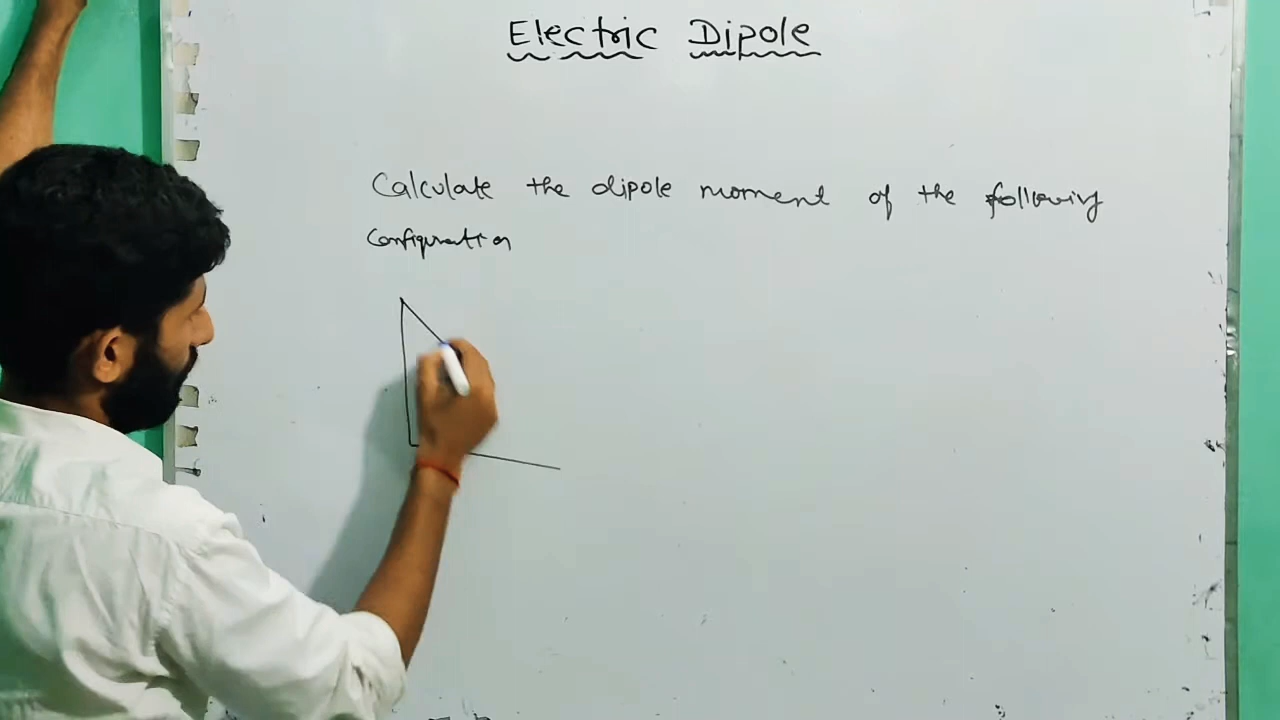 Electric Dipole
Calculate the dipole moment of the following
Configuration